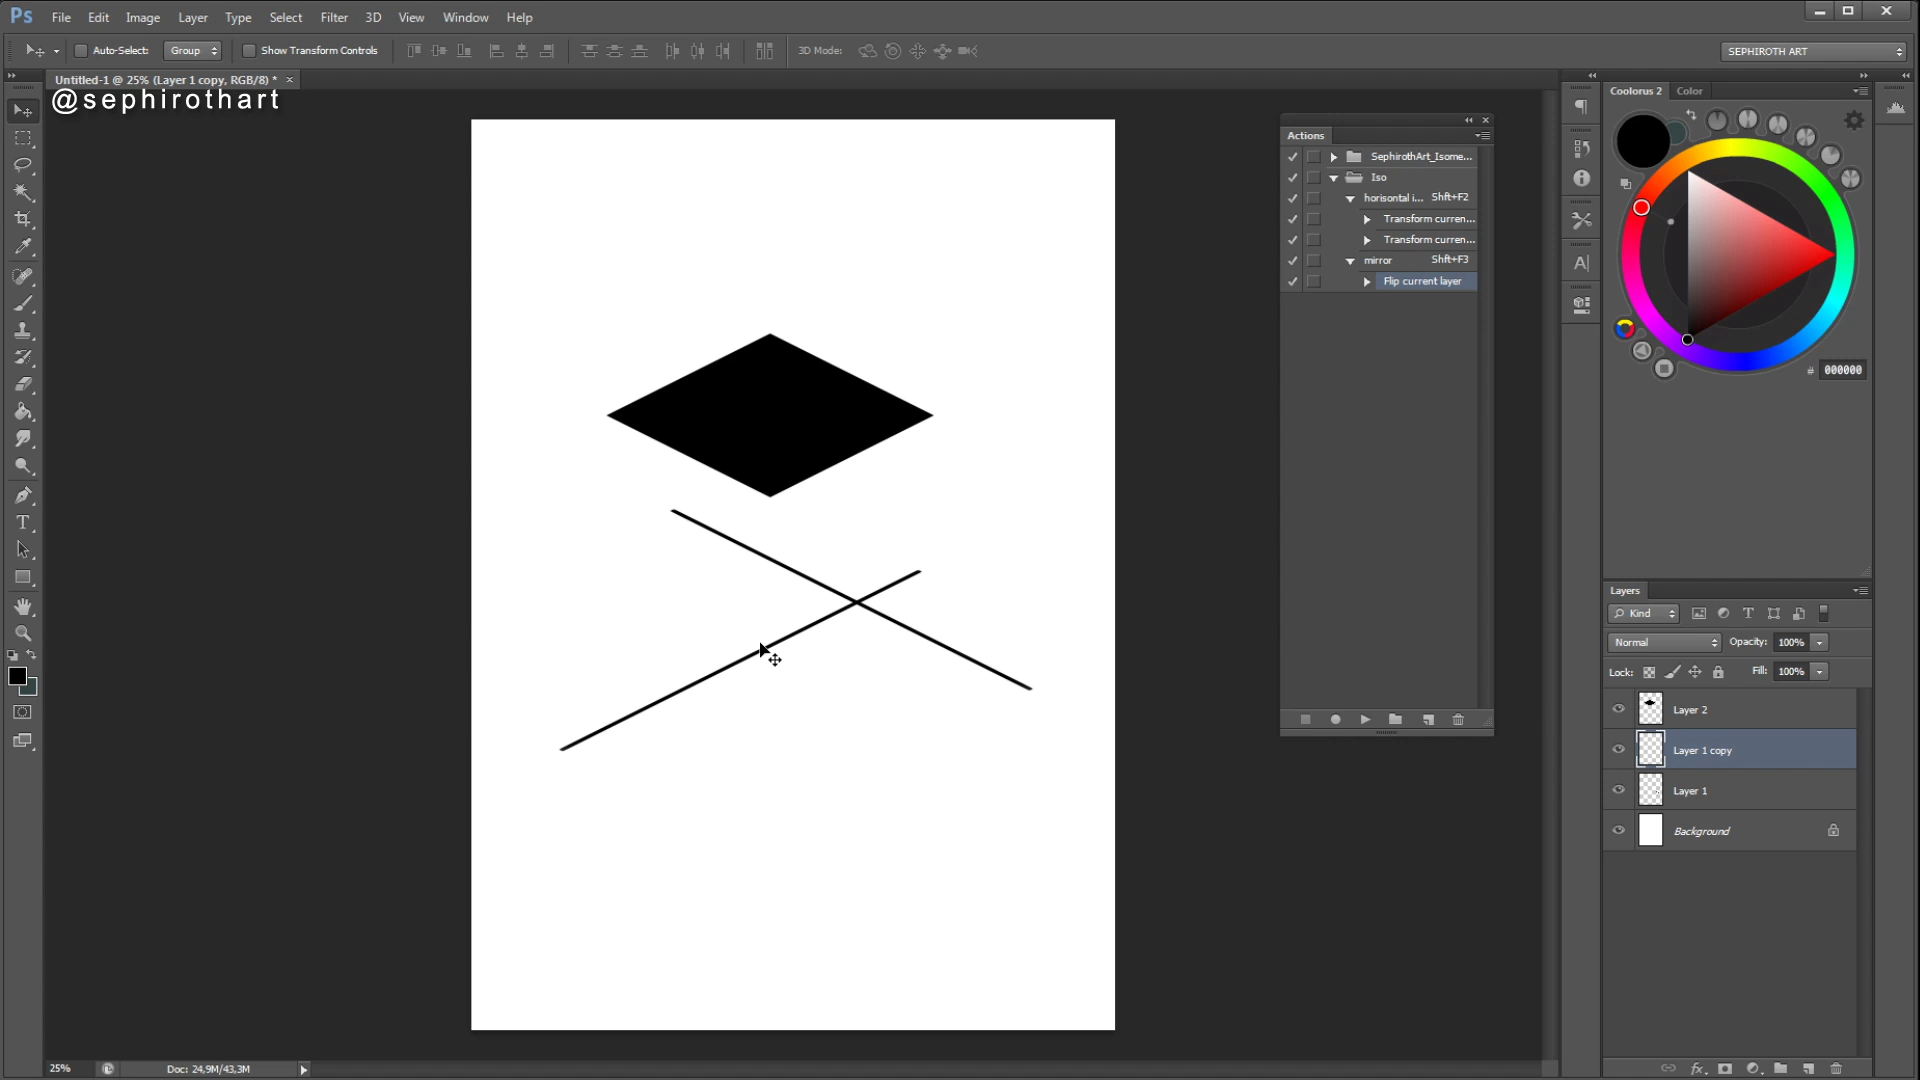 Ps File Edit Image Layer Type Select Filter 3D View Window Help
Auto-Select: Group Show Transform Controls 3D Mode: SEPHIROTH ART
Untitled-1 @ 25% (Layer 1 copy, RGB/8) *
@sephirothart
Actions
SephirothArt_Isome...
Iso
horisontal i... Shft+F2
Transform curren...
Transform curren...
mirror Shft+F3
Flip current layer
Coolorus 2 Color
# 000000
Layers
Kind
Normal Opacity: 100%
Lock: Fill: 100%
Layer 2
Layer 1 copy
Layer 1
Background
25% Doc: 24,9M/43,3M